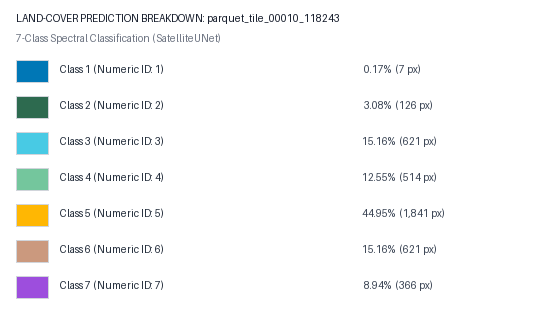 LAND-COVER PREDICTION BREAKDOWN: parquet_tile_00010_118243
7-Class Spectral Classification (SatelliteUNet)
Class 1 (Numeric ID: 1) 0.17% (7 px)
Class 2 (Numeric ID: 2) 3.08% (126 px)
Class 3 (Numeric ID: 3) 15.16% (621 px)
Class 4 (Numeric ID: 4) 12.55% (514 px)
Class 5 (Numeric ID: 5) 44.95% (1,841 px)
Class 6 (Numeric ID: 6) 15.16% (621 px)
Class 7 (Numeric ID: 7) 8.94% (366 px)